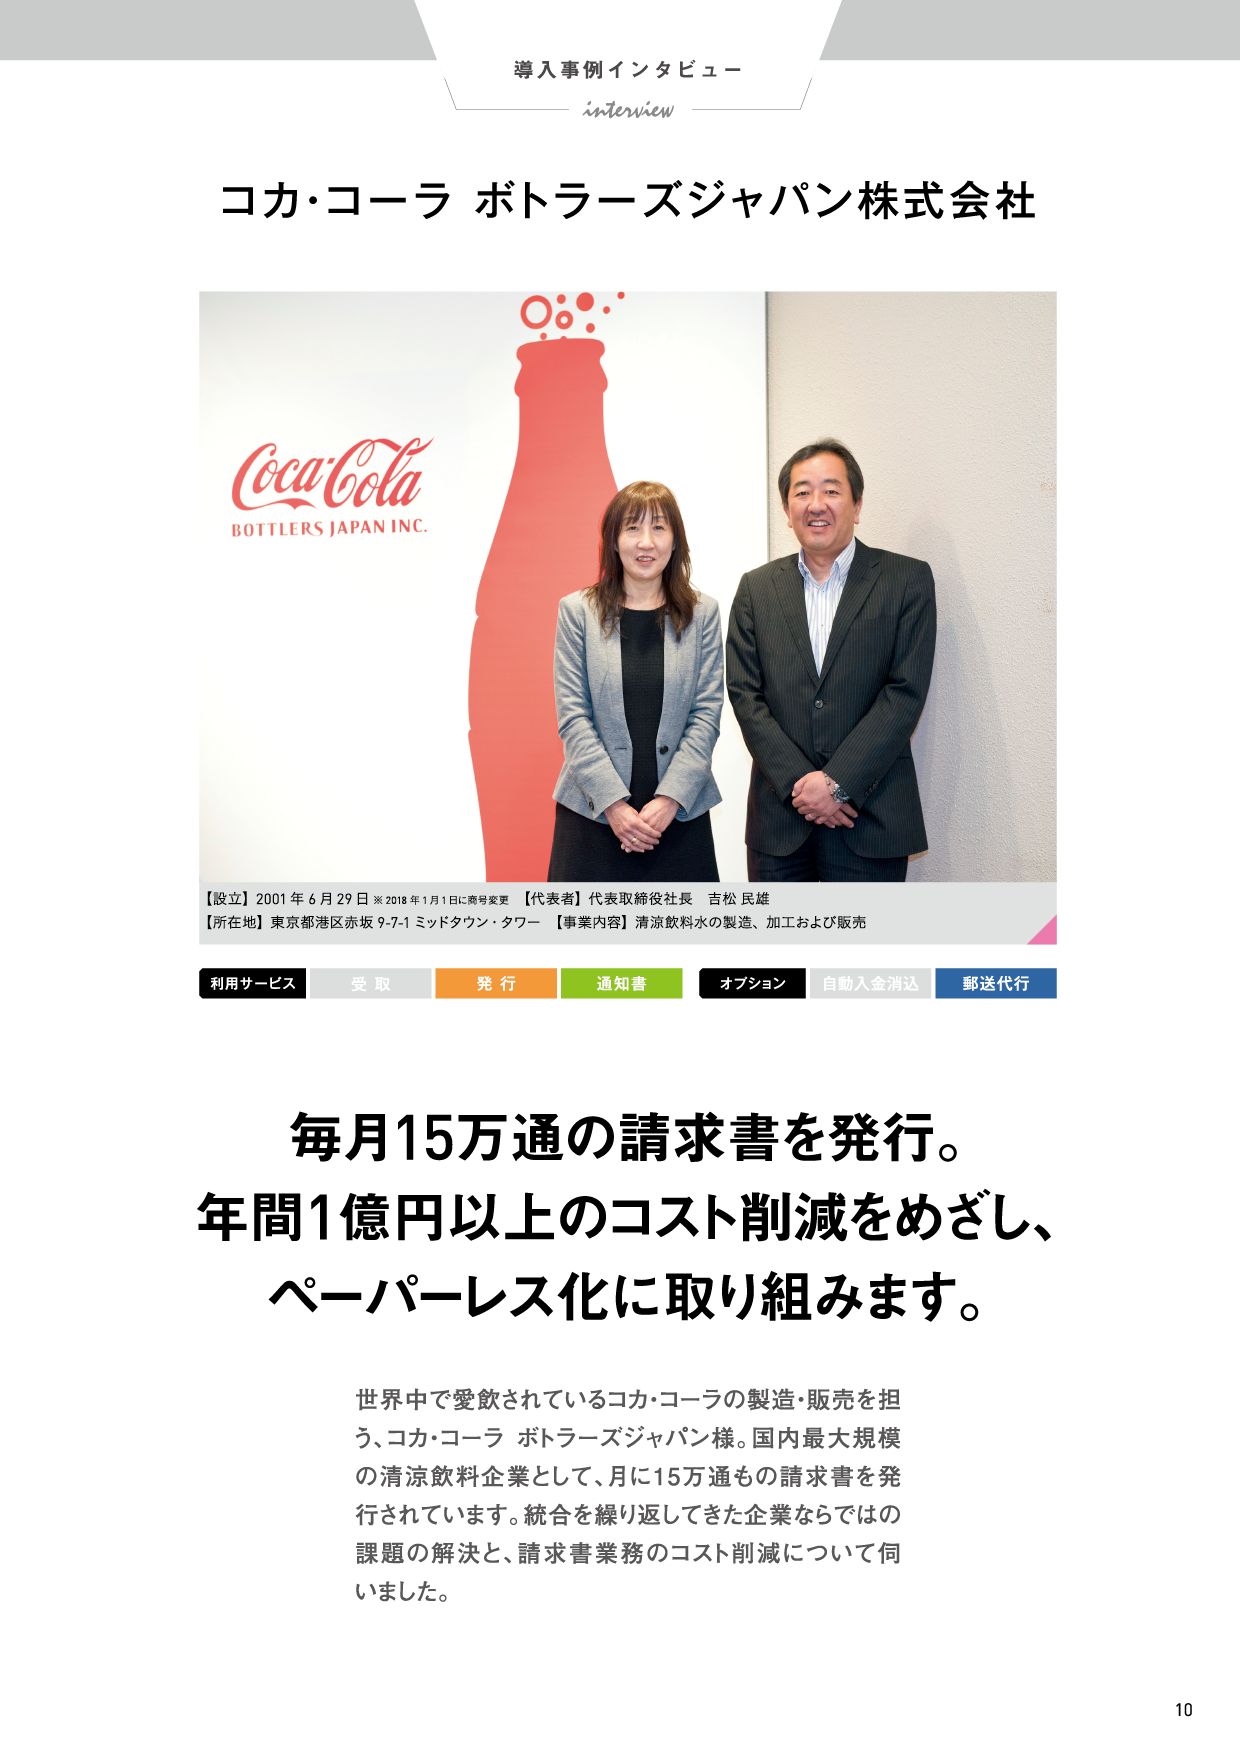 導入事例インタビュー
interview
コカ・コーラ ボトラーズジャパン株式会社
Coca-Cola
BOTTLERS JAPAN INC.
【設立】2001年6月29日 ※2018年1月1日に商号変更 【代表者】代表取締役社長 吉松 民雄
【所在地】東京都港区赤坂 9-7-1 ミッドタウン・タワー 【事業内容】清涼飲料水の製造、加工および販売
利用サービス 受取 発行 通知書 オプション 自動入金消込 郵送代行
毎月15万通の請求書を発行。
年間1億円以上のコスト削減をめざし、
ペーパーレス化に取り組みます。
世界中で愛飲されているコカ・コーラの製造・販売を担
う、コカ・コーラ ボトラーズジャパン様。国内最大規模
の清涼飲料企業として、月に15万通もの請求書を発
行されています。統合を繰り返してきた企業ならではの
課題の解決と、請求書業務のコスト削減について伺
いました。
10